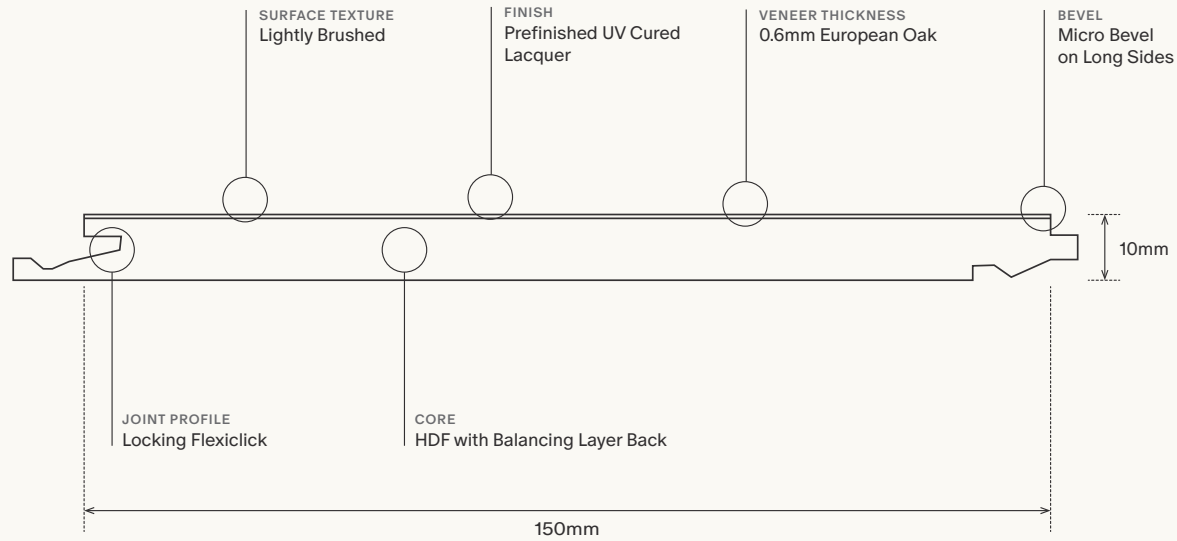 SURFACE TEXTURE
Lightly Brushed
FINISH
Prefinished UV Cured
Lacquer
VENEER THICKNESS
0.6mm European Oak
BEVEL
Micro Bevel
on Long Sides
10mm
JOINT PROFILE
Locking Flexiclick
CORE
HDF with Balancing Layer Back
150mm